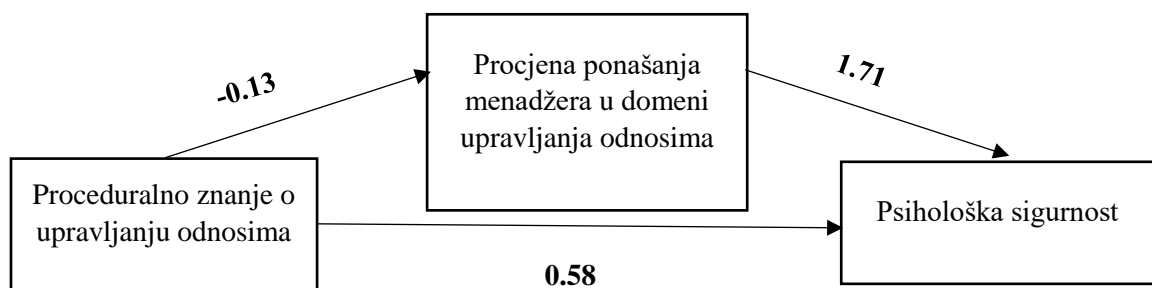 -0.13
Procjena ponašanja
menadžera u domeni
upravljanja odnosima
1.71
Proceduralno znanje o
upravljanju odnosima
Psihološka sigurnost
0.58